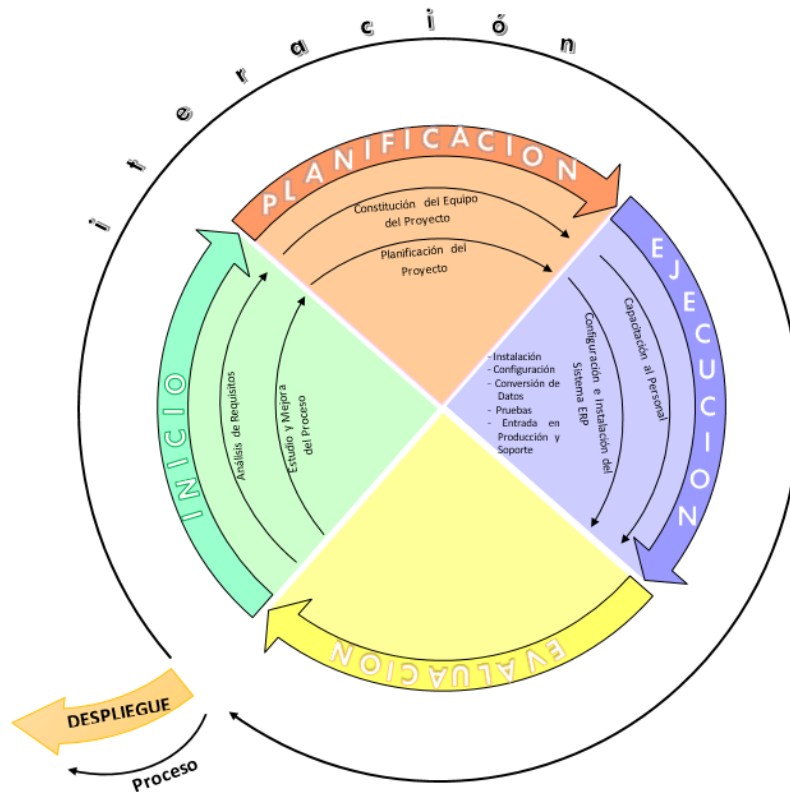 iteración
PLANIFICACION
Constitución del Equipo
del Proyecto
Planificación del
Proyecto
EJECUCION
Capacitación al Personal
Configuración e Instalación del
Sistema ERP
- Instalación
- Configuración
- Conversión de
Datos
- Pruebas
- Entrada en
Producción y
Soporte
INICIO
Análisis de Requisitos
Estudio y Mejora
del Proceso
EVALUACION
DESPLIEGUE
Proceso